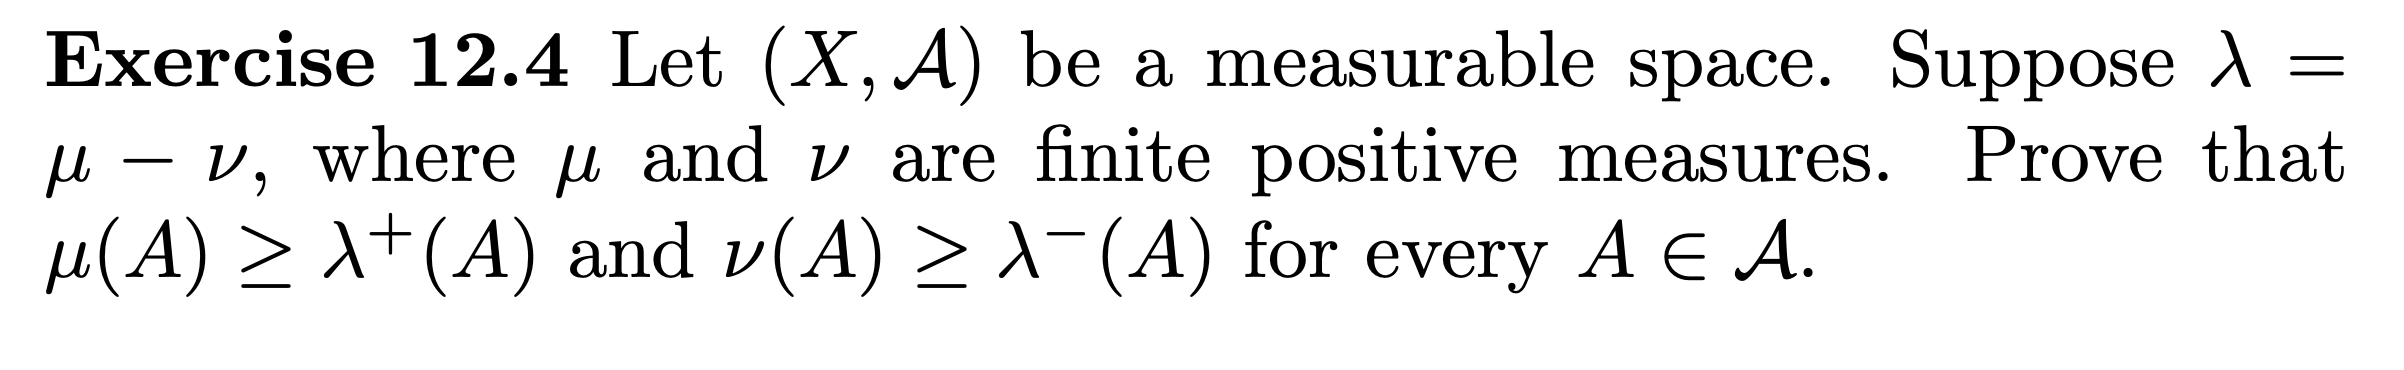 Exercise 12.4 Let (X, 𝒜) be a measurable space. Suppose λ =
μ − ν, where μ and ν are finite positive measures. Prove that
μ(A) ≥ λ⁺(A) and ν(A) ≥ λ⁻(A) for every A ∈ 𝒜.